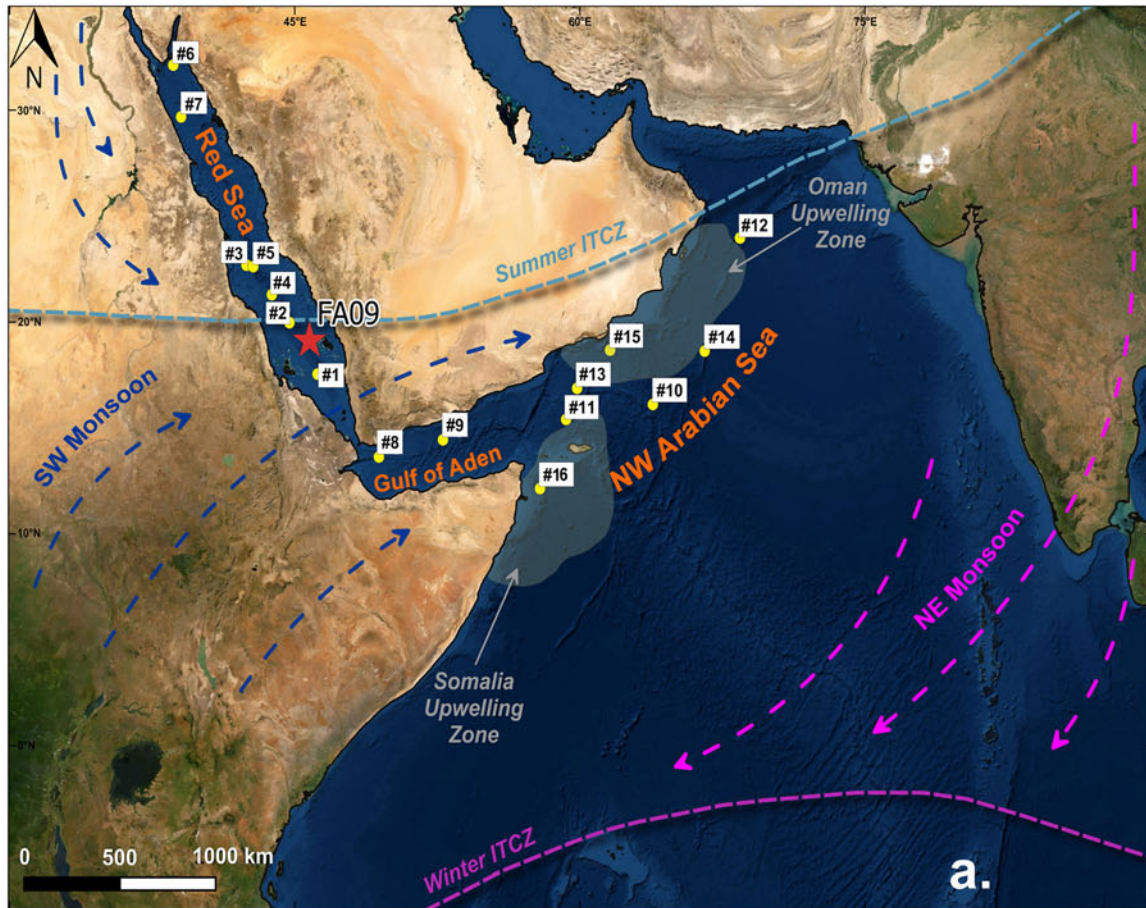 45°E
60°E
75°E
N
30°N
20°N
10°N
0°N
#6
#7
Red Sea
#3
#5
#4
#2
FA09
#1
Summer ITCZ
Oman
Upwelling
Zone
#12
#15
#14
#13
#10
#11
NW Arabian Sea
#8
#9
Gulf of Aden
#16
SW Monsoon
NE Monsoon
Somalia
Upwelling
Zone
Winter ITCZ
0 500 1000 km
a.